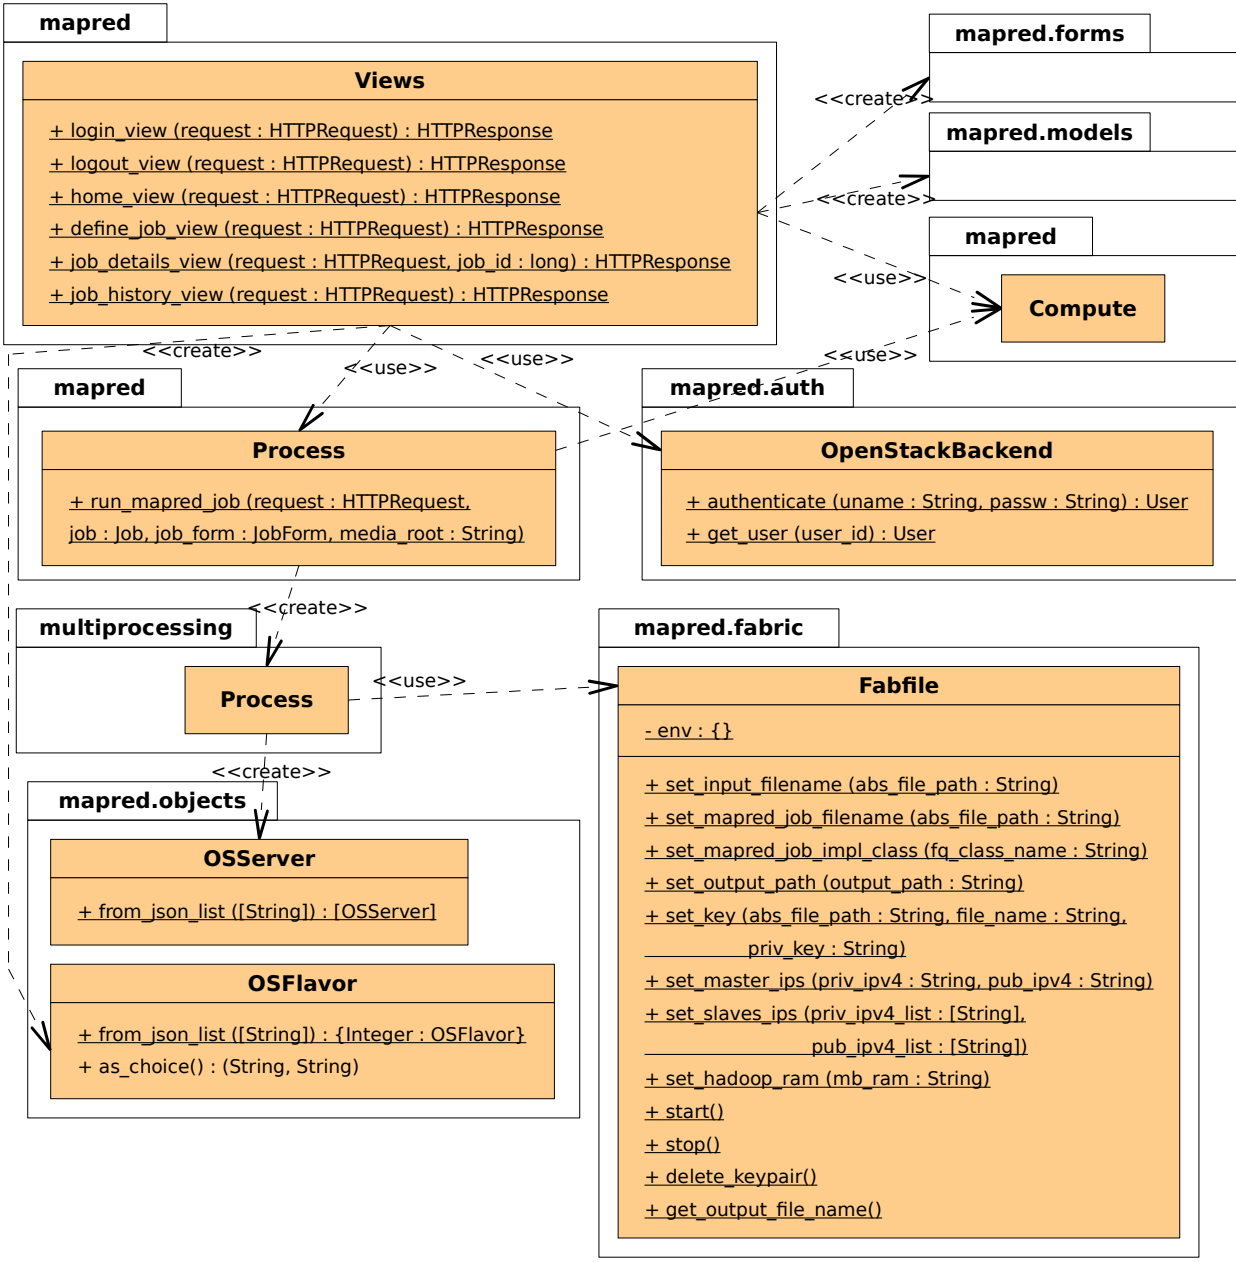 mapred
Views
+ login_view (request : HTTPRequest) : HTTPResponse
+ logout_view (request : HTTPRequest) : HTTPResponse
+ home_view (request : HTTPRequest) : HTTPResponse
+ define_job_view (request : HTTPRequest) : HTTPResponse
+ job_details_view (request : HTTPRequest, job_id : long) : HTTPResponse
+ job_history_view (request : HTTPRequest) : HTTPResponse
mapred.forms
<<create>>
mapred.models
<<create>>
mapred
<<use>>
Compute
<<create>>
<<use>>
<<use>>
<<use>>
mapred
Process
+ run_mapred_job (request : HTTPRequest,
job : Job, job_form : JobForm, media_root : String)
mapred.auth
OpenStackBackend
+ authenticate (uname : String, passw : String) : User
+ get_user (user_id) : User
<<create>>
multiprocessing
Process
<<use>>
<<create>>
mapred.objects
OSServer
+ from_json_list ([String]) : [OSServer]
OSFlavor
+ from_json_list ([String]) : {Integer : OSFlavor}
+ as_choice() : (String, String)
mapred.fabric
Fabfile
- env : {}
+ set_input_filename (abs_file_path : String)
+ set_mapred_job_filename (abs_file_path : String)
+ set_mapred_job_impl_class (fq_class_name : String)
+ set_output_path (output_path : String)
+ set_key (abs_file_path : String, file_name : String,
priv_key : String)
+ set_master_ips (priv_ipv4 : String, pub_ipv4 : String)
+ set_slaves_ips (priv_ipv4_list : [String],
pub_ipv4_list : [String])
+ set_hadoop_ram (mb_ram : String)
+ start()
+ stop()
+ delete_keypair()
+ get_output_file_name()